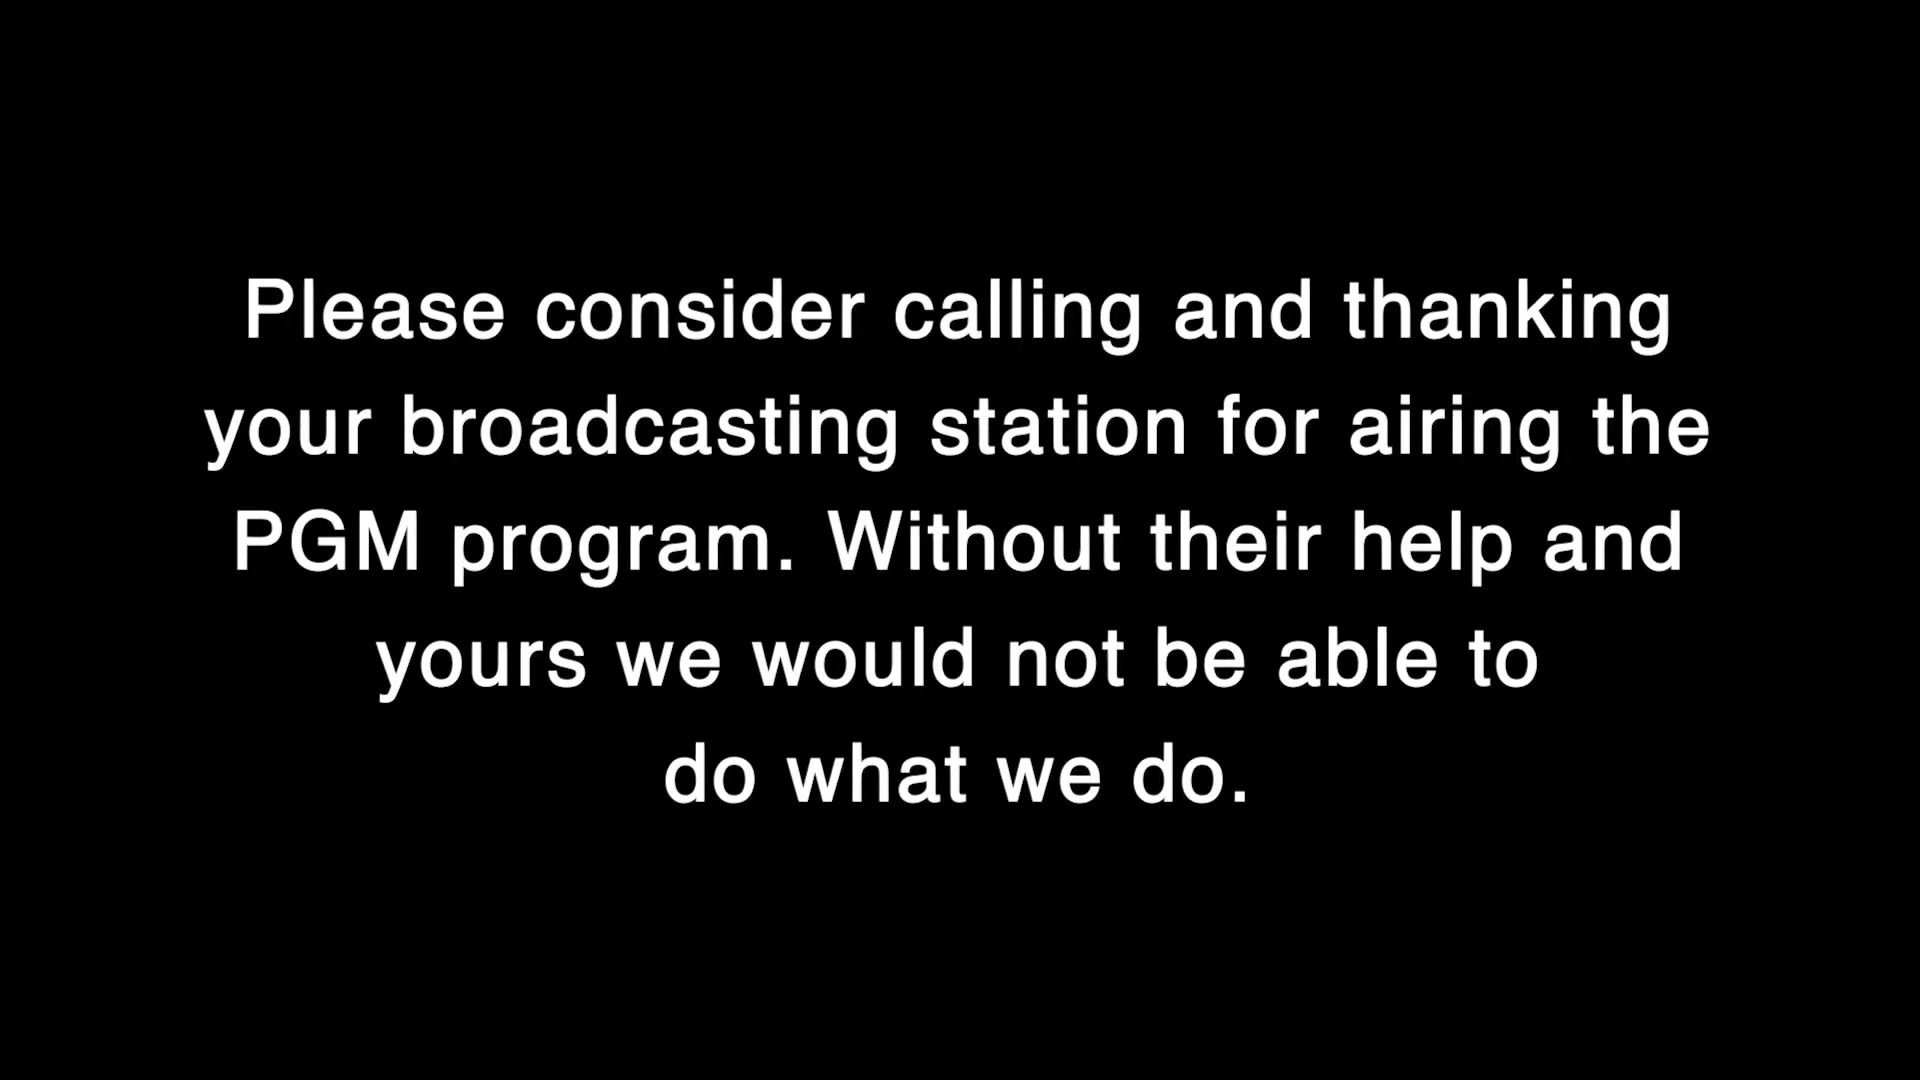 Please consider calling and thanking
your broadcasting station for airing the
PGM program. Without their help and
yours we would not be able to
do what we do.